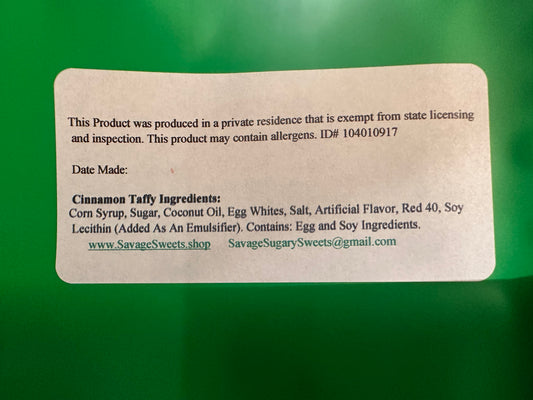 This Product was produced in a private residence that is exempt from state licensing
and inspection. This product may contain allergens. ID# 104010917
Date Made:
Cinnamon Taffy Ingredients:
Corn Syrup, Sugar, Coconut Oil, Egg Whites, Salt, Artificial Flavor, Red 40, Soy
Lecithin (Added As An Emulsifier). Contains: Egg and Soy Ingredients.
www.SavageSweets.shop SavageSugarySweets@gmail.com